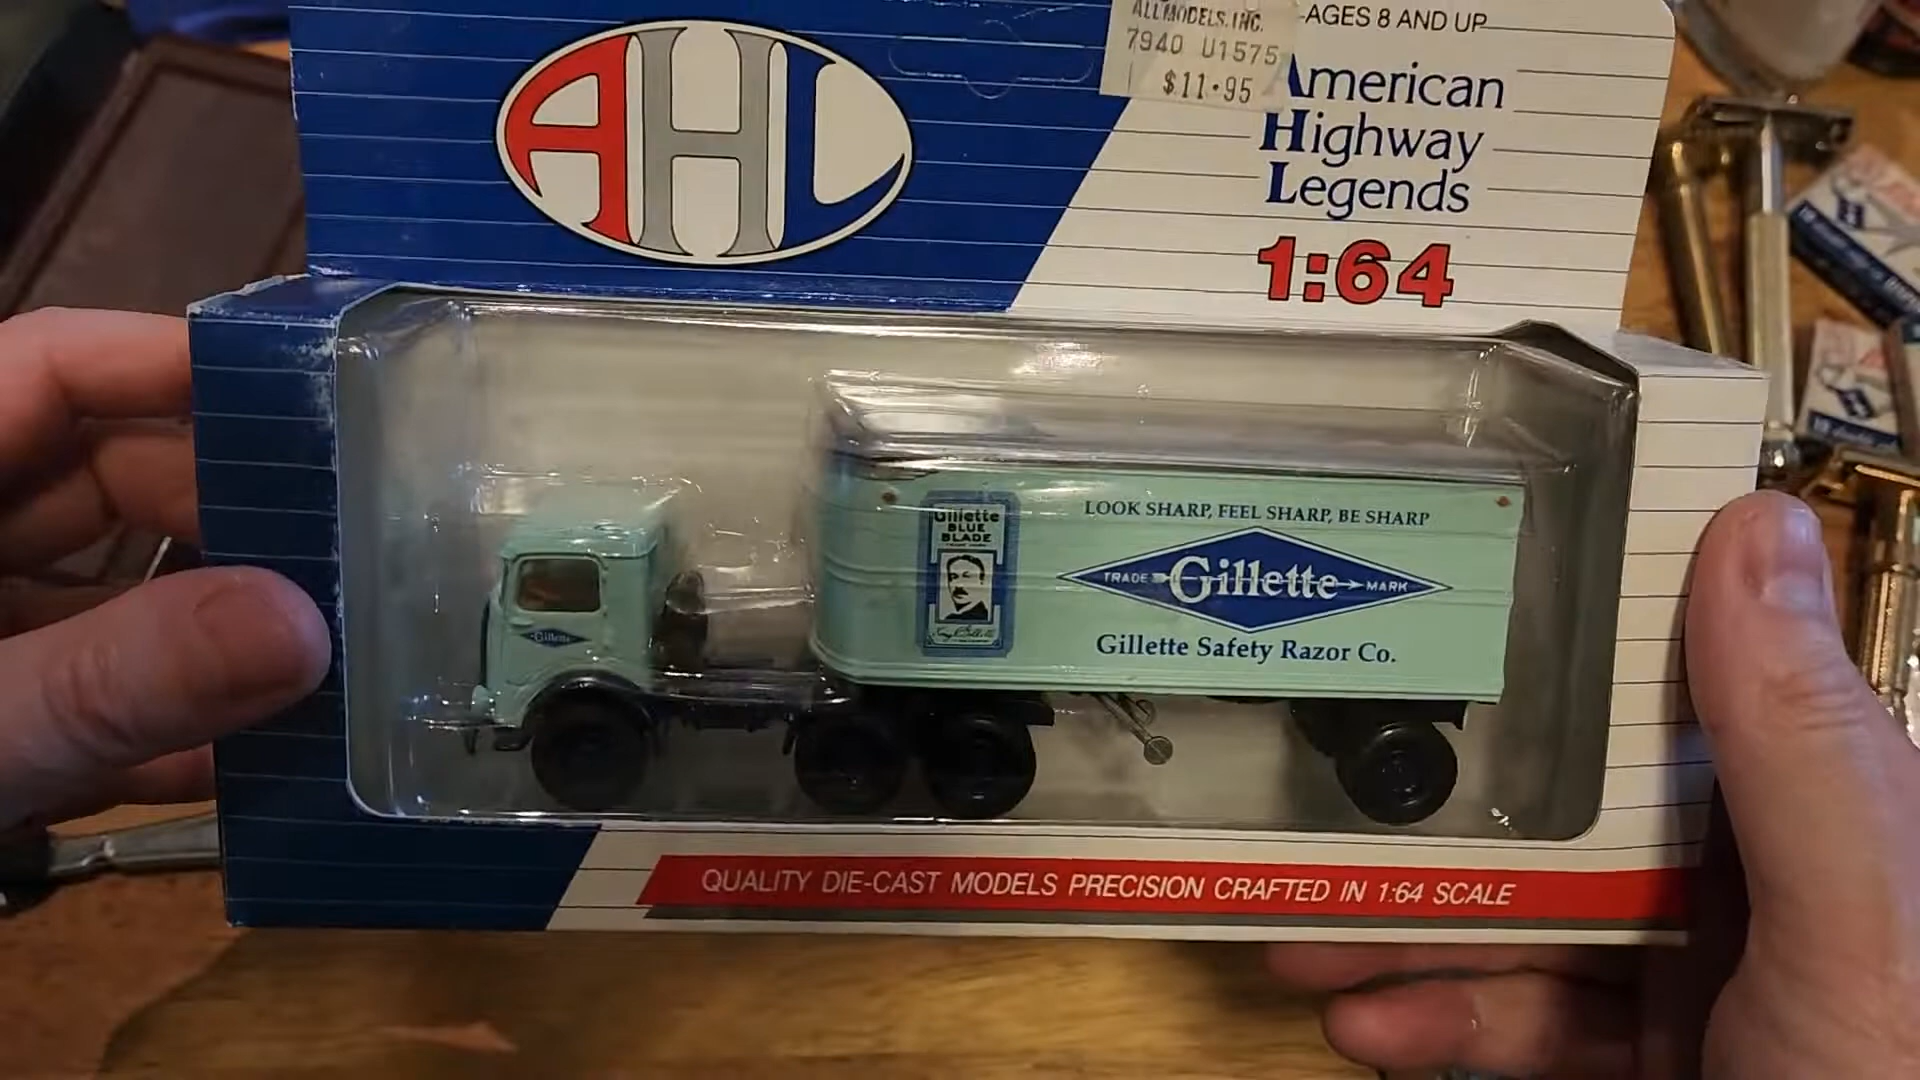 AHL
ALLMODELS, INC.
7940 U1575
$11.95
AGES 8 AND UP
American
Highway
Legends
1:64
Gillette
BLUE
BLADE
LOOK SHARP, FEEL SHARP, BE SHARP
TRADE Gillette MARK
Gillette Safety Razor Co.
Gillette
QUALITY DIE-CAST MODELS PRECISION CRAFTED IN 1:64 SCALE